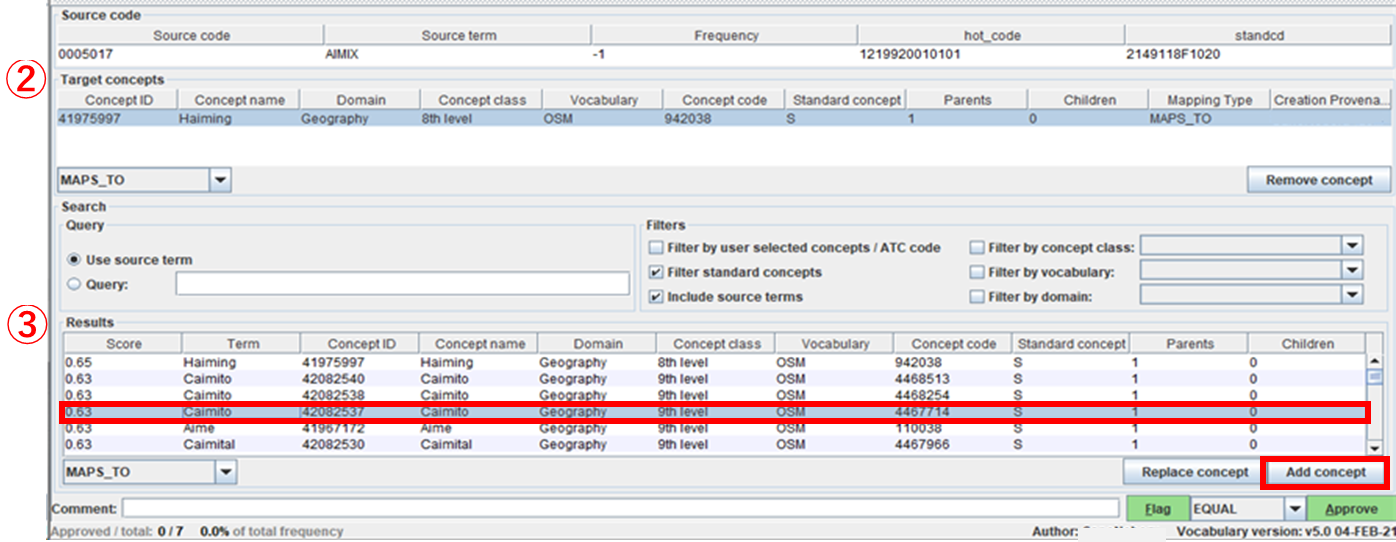 Source code
Source code Source term Frequency hot_code standcd
0005017 AIMIX -1 1219920010101 2149118F1020
②
Target concepts
Concept ID Concept name Domain Concept class Vocabulary Concept code Standard concept Parents Children Mapping Type Creation Provena...
41975997 Haiming Geography 8th level OSM 942038 S 1 0 MAPS_TO
MAPS_TO Remove concept
Search
Query Filters
Filter by user selected concepts / ATC code Filter by concept class:
Use source term
Filter standard concepts Filter by vocabulary:
Query:
Include source terms Filter by domain:
③
Results
Score Term Concept ID Concept name Domain Concept class Vocabulary Concept code Standard concept Parents Children
0.65 Haiming 41975997 Haiming Geography 8th level OSM 942038 S 1 0
0.63 Caimito 42082540 Caimito Geography 9th level OSM 4468513 S 1 0
0.63 Caimito 42082538 Caimito Geography 9th level OSM 4468254 S 1 0
0.63 Caimito 42082537 Caimito Geography 9th level OSM 4467714 S 1 0
0.63 Aime 41967172 Aime Geography 9th level OSM 110038 S 1 0
0.63 Caimital 42082530 Caimital Geography 9th level OSM 4467966 S 1 0
MAPS_TO Replace concept Add concept
Comment: Flag EQUAL Approve
Approved / total: 0 / 7 0.0% of total frequency Author: Vocabulary version: v5.0 04-FEB-21